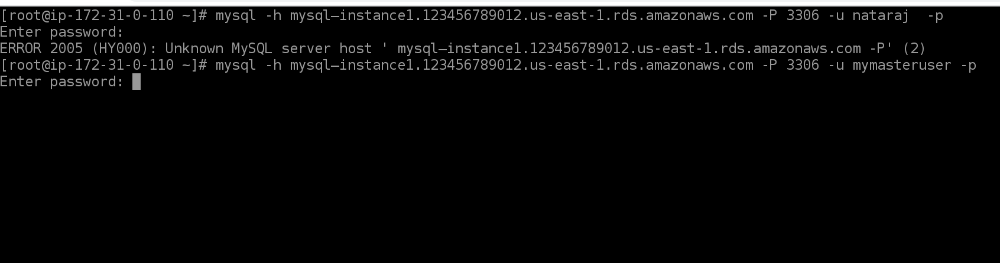 [root@ip-172-31-0-110 ~]# mysql -h mysql–instance1.123456789012.us-east-1.rds.amazonaws.com -P 3306 -u nataraj  -p
Enter password:
ERROR 2005 (HY000): Unknown MySQL server host ' mysql–instance1.123456789012.us-east-1.rds.amazonaws.com -P' (2)
[root@ip-172-31-0-110 ~]# mysql -h mysql–instance1.123456789012.us-east-1.rds.amazonaws.com -P 3306 -u mymasteruser -p
Enter password: